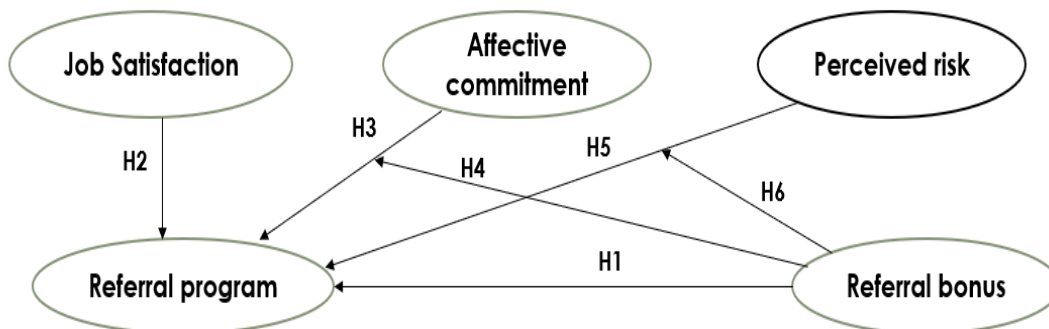 Job Satisfaction
Affective
commitment
Perceived risk
H3
H2
H5
H4
H6
H1
Referral program
Referral bonus